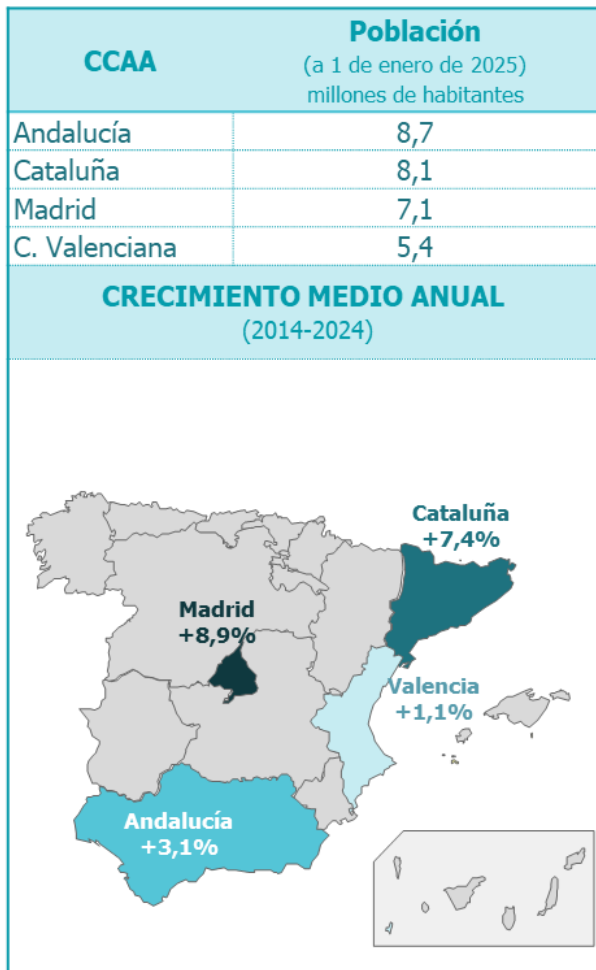 CCAA
Población
(a 1 de enero de 2025)
millones de habitantes
Andalucía 8,7
Cataluña 8,1
Madrid 7,1
C. Valenciana 5,4
CRECIMIENTO MEDIO ANUAL
(2014-2024)
Cataluña
+7,4%
Madrid
+8,9%
Valencia
+1,1%
Andalucía
+3,1%